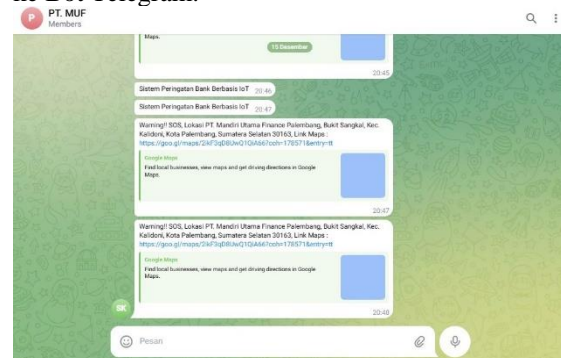 ke Bot Telegram.
P
PT. MUF
Members
Maps.
15 Desember
20:45
Sistem Peringatan Bank Berbasis IoT 20:46
Sistem Peringatan Bank Berbasis IoT 20:47
Warning!! SOS, Lokasi PT. Mandiri Utama Finance Palembang, Bukit Sangkal, Kec.
Kalidoni, Kota Palembang, Sumatera Selatan 30163, Link Maps :
Google Maps
Find local businesses, view maps and get driving directions in Google
Maps.
20:47
Warning!! SOS, Lokasi PT. Mandiri Utama Finance Palembang, Bukit Sangkal, Kec.
Kalidoni, Kota Palembang, Sumatera Selatan 30163, Link Maps :
Google Maps
Find local businesses, view maps and get driving directions in Google
Maps.
20:48
SK
Pesan